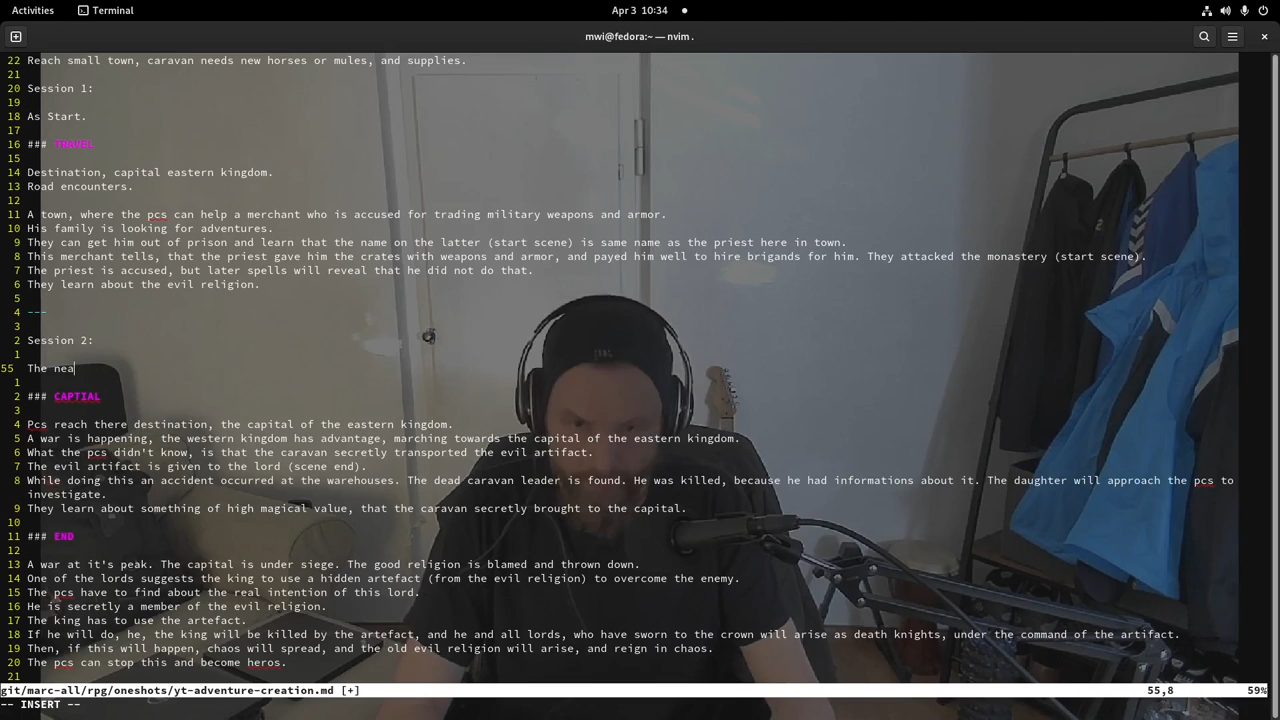 Activities Terminal Apr 3 10:34
mwi@fedora:~ — nvim .
22 Reach small town, caravan needs new horses or mules, and supplies.
21
20 Session 1:
19
18 As Start.
17
16 ### TRAVEL
15
14 Destination, capital eastern kingdom.
13 Road encounters.
12
11 A town, where the pcs can help a merchant who is accused for trading military weapons and armor.
10 His family is looking for adventures.
9 They can get him out of prison and learn that the name on the latter (start scene) is same name as the priest here in town.
8 This merchant tells, that the priest gave him the crates with weapons and armor, and payed him well to hire brigands for him. They attacked the monastery (start scene).
7 The priest is accused, but later spells will reveal that he did not do that.
6 They learn about the evil religion.
5
4 ---
3
2 Session 2:
1
55 The nea
1
2 ### CAPTIAL
3
4 Pcs reach there destination, the capital of the eastern kingdom.
5 A war is happening, the western kingdom has advantage, marching towards the capital of the eastern kingdom.
6 What the pcs didn't know, is that the caravan secretly transported the evil artifact.
7 The evil artifact is given to the lord (scene end).
8 While doing this an accident occurred at the warehouses. The dead caravan leader is found. He was killed, because he had informations about it. The daughter will approach the pcs to
investigate.
9 They learn about something of high magical value, that the caravan secretly brought to the capital.
10
11 ### END
12
13 A war at it's peak. The capital is under siege. The good religion is blamed and thrown down.
14 One of the lords suggests the king to use a hidden artefact (from the evil religion) to overcome the enemy.
15 The pcs have to find about the real intention of this lord.
16 He is secretly a member of the evil religion.
17 The king has to use the artefact.
18 If he will do, he, the king will be killed by the artefact, and he and all lords, who have sworn to the crown will arise as death knights, under the command of the artifact.
19 Then, if this will happen, chaos will spread, and the old evil religion will arise, and reign in chaos.
20 The pcs can stop this and become heros.
21
git/marc-all/rpg/oneshots/yt-adventure-creation.md [+] 55,8 59%
-- INSERT --